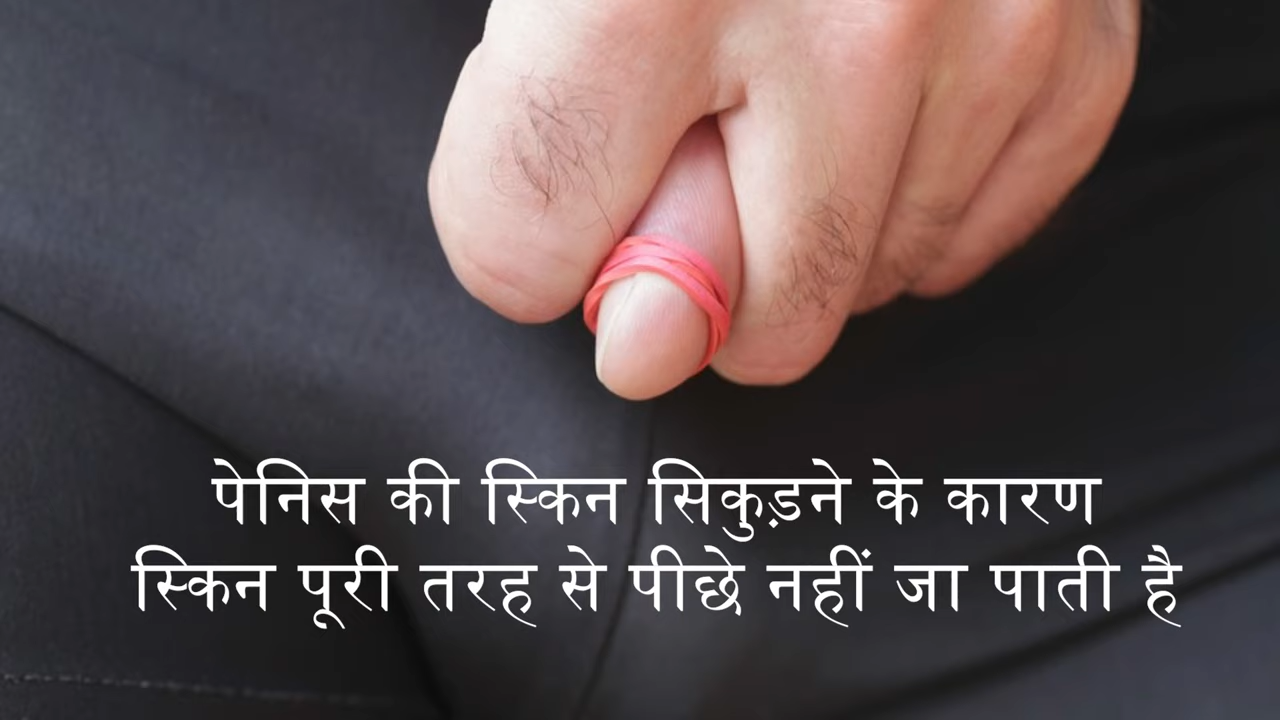 पेनिस की स्किन सिकुड़ने के कारण
स्किन पूरी तरह से पीछे नहीं जा पाती है